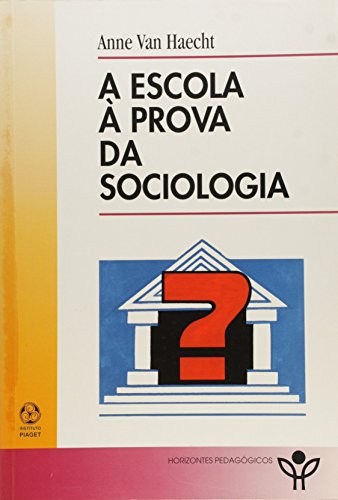 Anne Van Haecht
A ESCOLA
À PROVA
DA
SOCIOLOGIA
?
INSTITUTO
PIAGET
HORIZONTES PEDAGÓGICOS